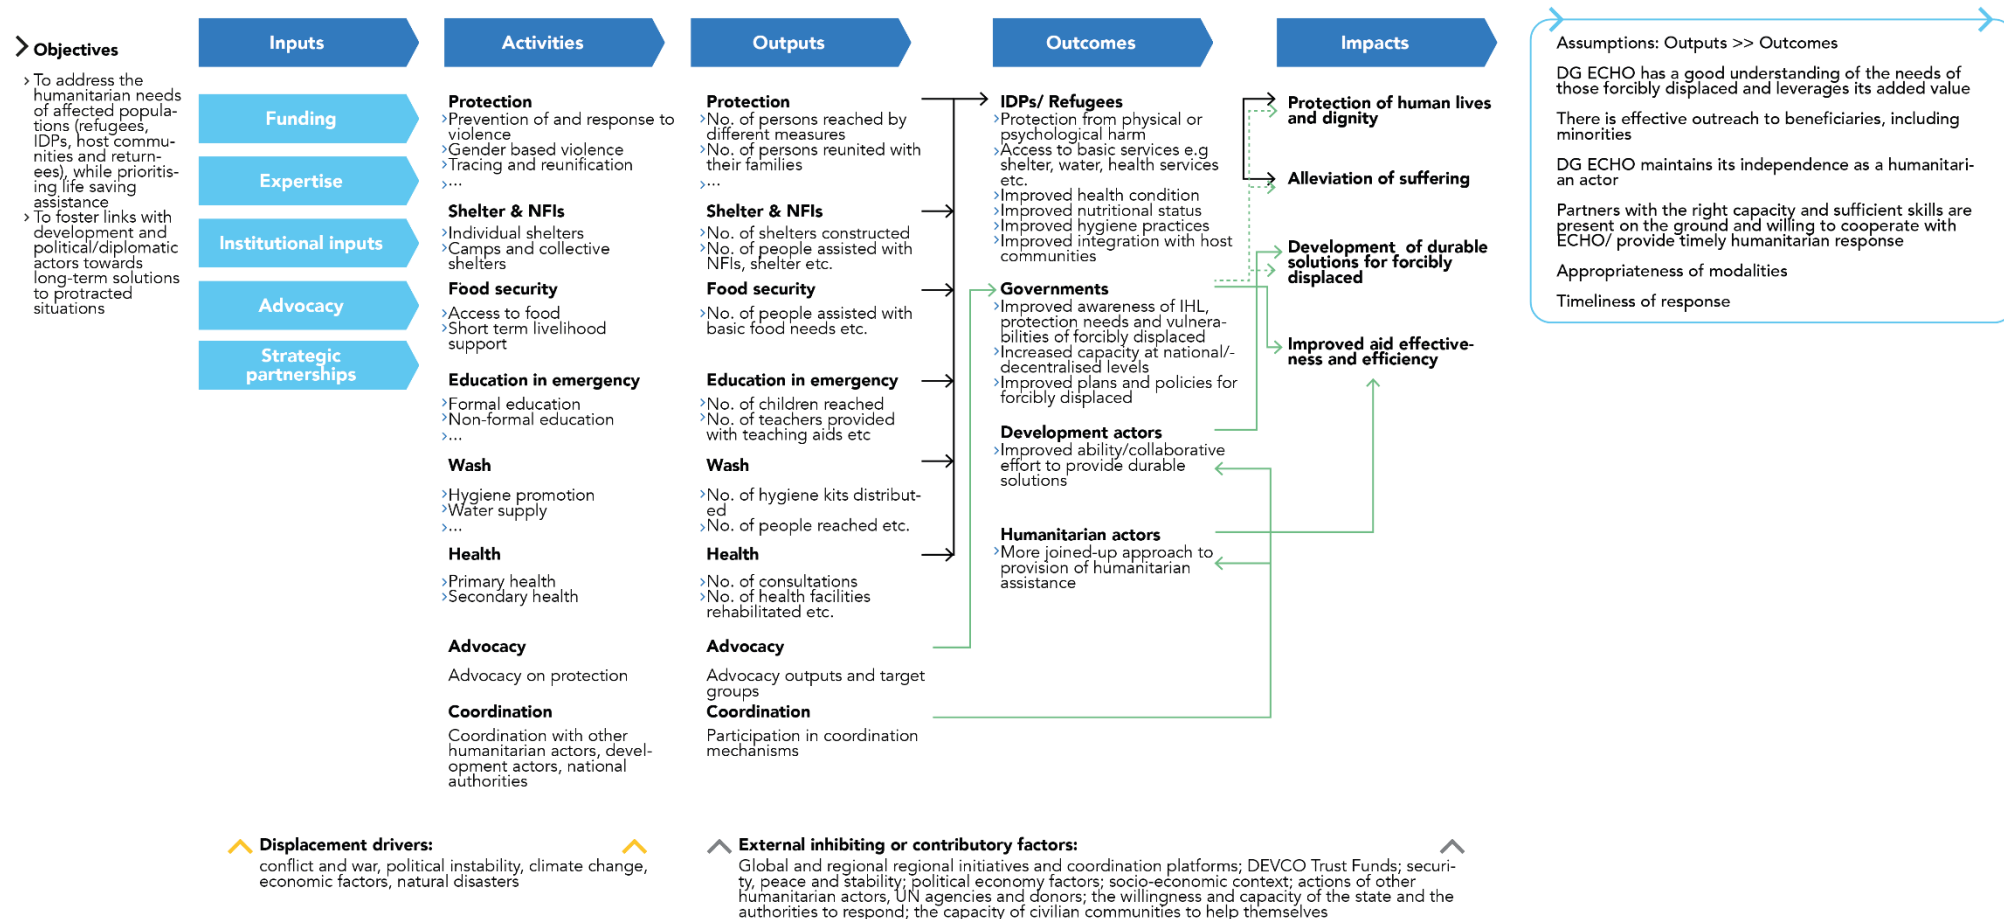 Objectives
To address the
humanitarian needs
of affected popula-
tions (refugees,
IDPs, host commu-
nities and return-
ees), while prioritis-
ing life saving
assistance
To foster links with
development and
political/diplomatic
actors towards
long-term solutions
to protracted
situations
Inputs
Funding
Expertise
Institutional inputs
Advocacy
Strategic
partnerships
Activities
Protection
Prevention of and response to
violence
Gender based violence
Tracing and reunification
...
Shelter & NFIs
Individual shelters
Camps and collective
shelters
Food security
Access to food
Short term livelihood
support
Education in emergency
Formal education
Non-formal education
...
Wash
Hygiene promotion
Water supply
...
Health
Primary health
Secondary health
Advocacy
Advocacy on protection
Coordination
Coordination with other
humanitarian actors, devel-
opment actors, national
authorities
Outputs
Protection
No. of persons reached by
different measures
No. of persons reunited with
their families
...
Shelter & NFIs
No. of shelters constructed
No. of people assisted with
NFIs, shelter etc.
Food security
No. of people assisted with
basic food needs etc.
Education in emergency
No. of children reached
No. of teachers provided
with teaching aids etc
Wash
No. of hygiene kits distribut-
ed
No. of people reached etc.
Health
No. of consultations
No. of health facilities
rehabilitated etc.
Advocacy
Advocacy outputs and target
groups
Coordination
Participation in coordination
mechanisms
Outcomes
IDPs/ Refugees
Protection from physical or
psychological harm
Access to basic services e.g
shelter, water, health services
etc.
Improved health condition
Improved nutritional status
Improved hygiene practices
Improved integration with host
communities
Governments
Improved awareness of IHL,
protection needs and vulnera-
bilities of forcibly displaced
Increased capacity at national/-
decentralised levels
Improved plans and policies for
forcibly displaced
Development actors
Improved ability/collaborative
effort to provide durable
solutions
Humanitarian actors
More joined-up approach to
provision of humanitarian
assistance
Impacts
Protection of human lives
and dignity
Alleviation of suffering
Development of durable
solutions for forcibly
displaced
Improved aid effective-
ness and efficiency
Assumptions: Outputs >> Outcomes
DG ECHO has a good understanding of the needs of
those forcibly displaced and leverages its added value
There is effective outreach to beneficiaries, including
minorities
DG ECHO maintains its independence as a humanitari-
an actor
Partners with the right capacity and sufficient skills are
present on the ground and willing to cooperate with
ECHO/ provide timely humanitarian response
Appropriateness of modalities
Timeliness of response
Displacement drivers:
conflict and war, political instability, climate change,
economic factors, natural disasters
External inhibiting or contributory factors:
Global and regional regional initiatives and coordination platforms; DEVCO Trust Funds; securi-
ty, peace and stability; political economy factors; socio-economic context; actions of other
humanitarian actors, UN agencies and donors; the willingness and capacity of the state and the
authorities to respond; the capacity of civilian communities to help themselves